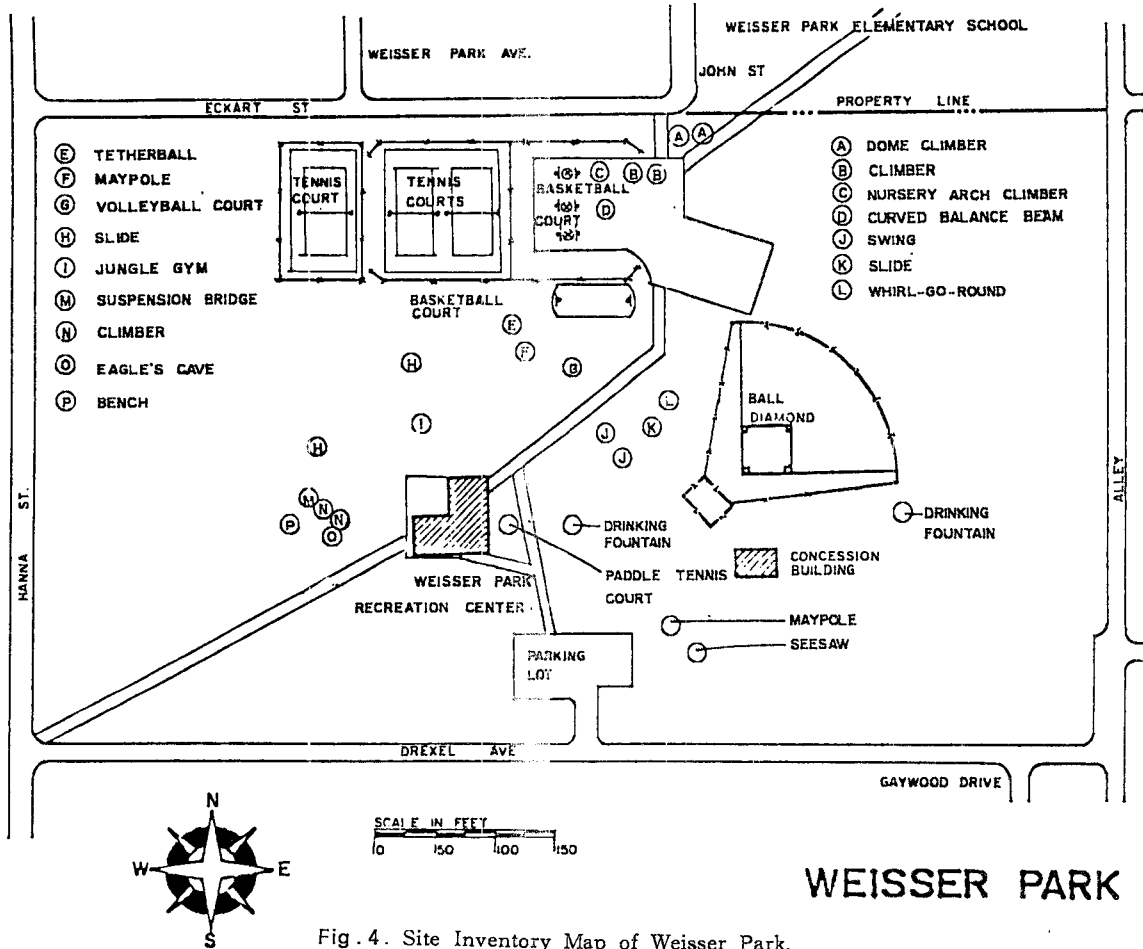 WEISSER PARK ELEMENTARY SCHOOL
WEISSER PARK AVE.
JOHN ST
ECKART ST
PROPERTY LINE
E TETHERBALL
F MAYPOLE
G VOLLEYBALL COURT
H SLIDE
I JUNGLE GYM
M SUSPENSION BRIDGE
N CLIMBER
O EAGLE'S CAVE
P BENCH
TENNIS
COURT
TENNIS
COURTS
BASKETBALL
COURT
A A
C B B
D
A DOME CLIMBER
B CLIMBER
C NURSERY ARCH CLIMBER
D CURVED BALANCE BEAM
J SWING
K SLIDE
L WHIRL-GO-ROUND
BASKETBALL
COURT
E
F
H
G
I
H
L
J
K
J
BALL
DIAMOND
M
N
N
P
O
HANNA ST.
ALLEY
DRINKING
FOUNTAIN
DRINKING
FOUNTAIN
CONCESSION
BUILDING
PADDLE TENNIS
COURT
WEISSER PARK
RECREATION CENTER
MAYPOLE
SEESAW
PARKING
LOT
DREXEL AVE
GAYWOOD DRIVE
N
W E
S
SCALE IN FEET
0 150 100 150
WEISSER PARK
Fig. 4. Site Inventory Map of Weisser Park.